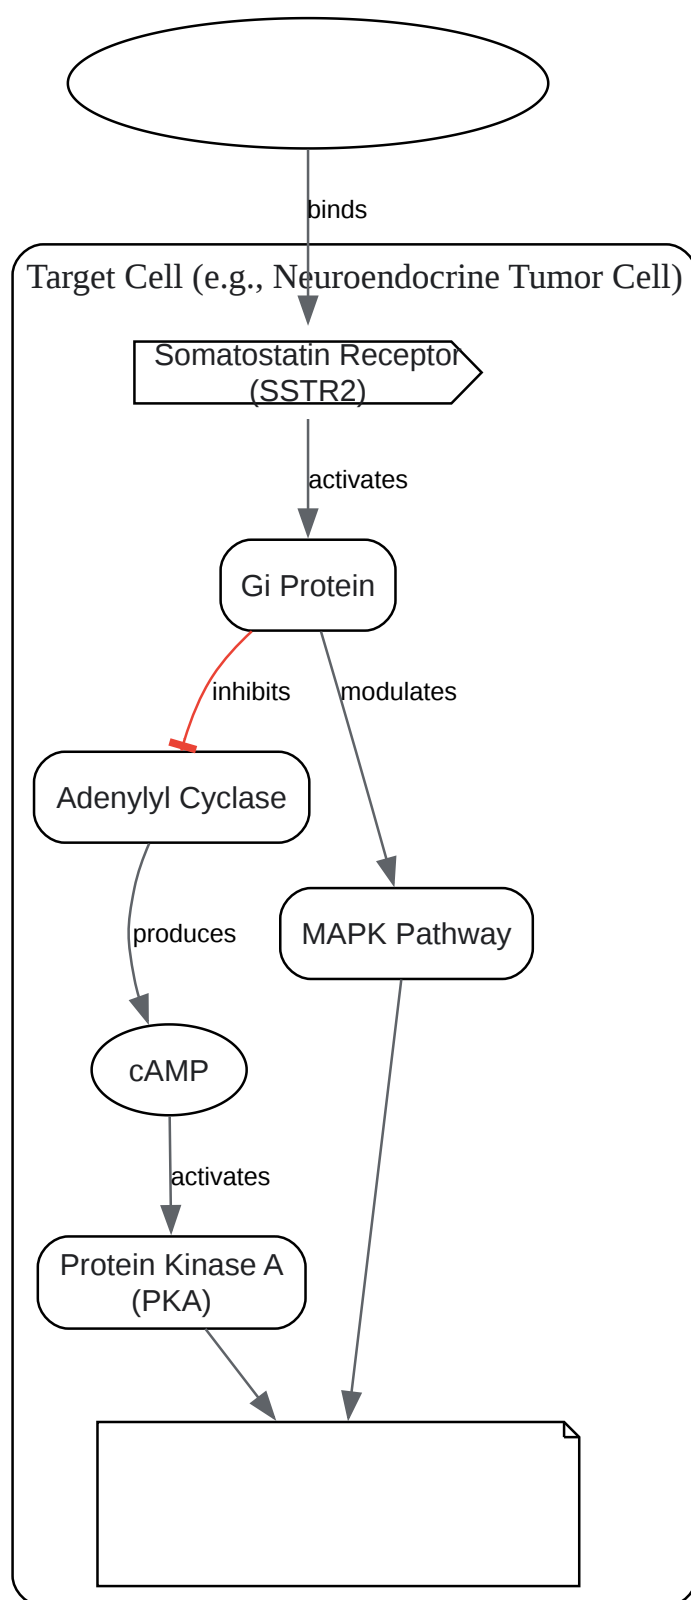 binds
Target Cell (e.g., Neuroendocrine Tumor Cell)
Somatostatin Receptor
(SSTR2)
activates
Gi Protein
inhibits
modulates
Adenylyl Cyclase
produces
MAPK Pathway
cAMP
activates
Protein Kinase A
(PKA)